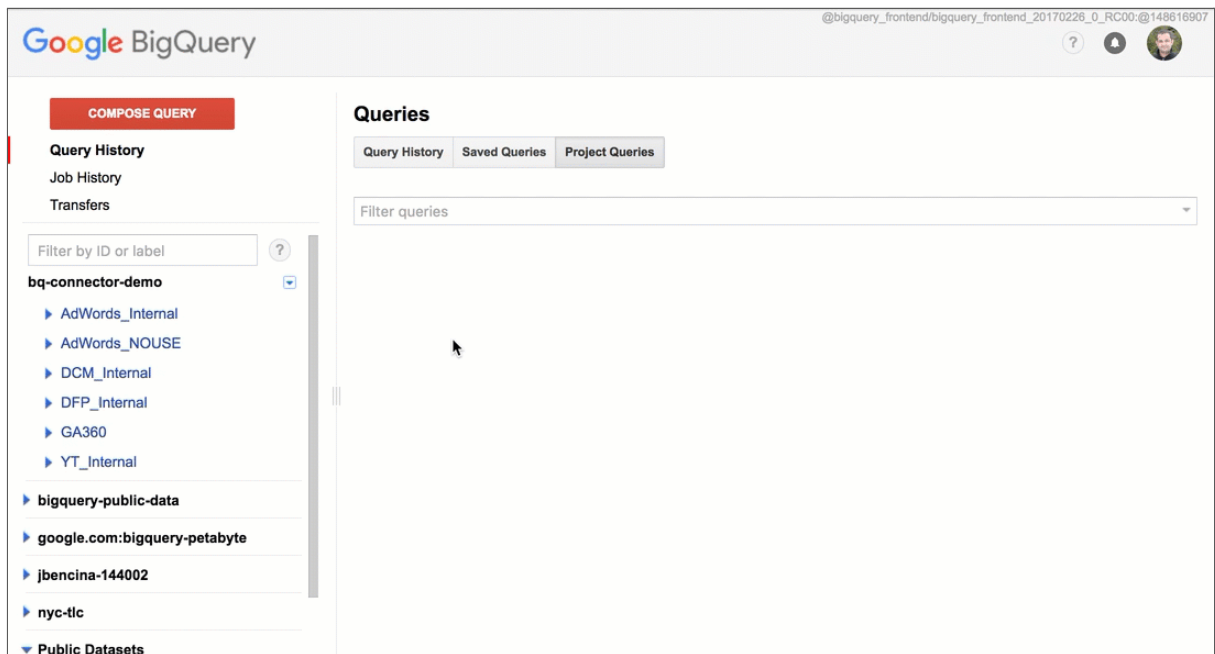 @bigquery_frontend/bigquery_frontend_20170226_0_RC00:@148616907
Google BigQuery
?
COMPOSE QUERY
Query History
Job History
Transfers
Filter by ID or label
?
bq-connector-demo
AdWords_Internal
AdWords_NOUSE
DCM_Internal
DFP_Internal
GA360
YT_Internal
bigquery-public-data
google.com:bigquery-petabyte
jbencina-144002
nyc-tlc
Public Datasets
Queries
Query History Saved Queries Project Queries
Filter queries